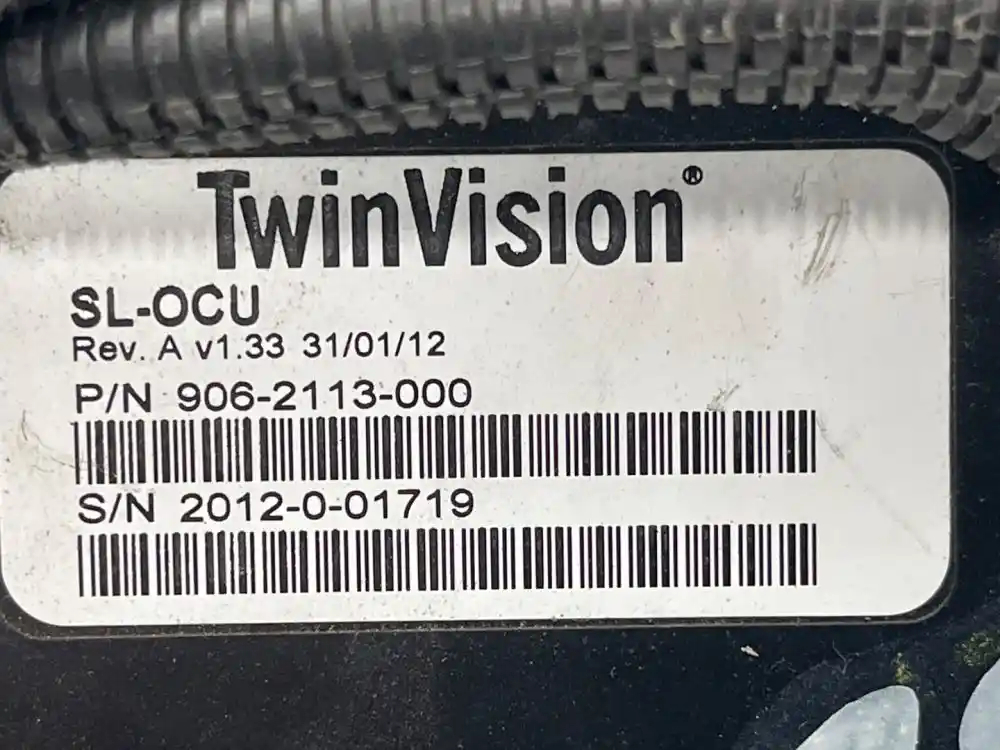 TwinVision®
SL-OCU
Rev. A v1.33 31/01/12
P/N 906-2113-000
S/N 2012-0-01719